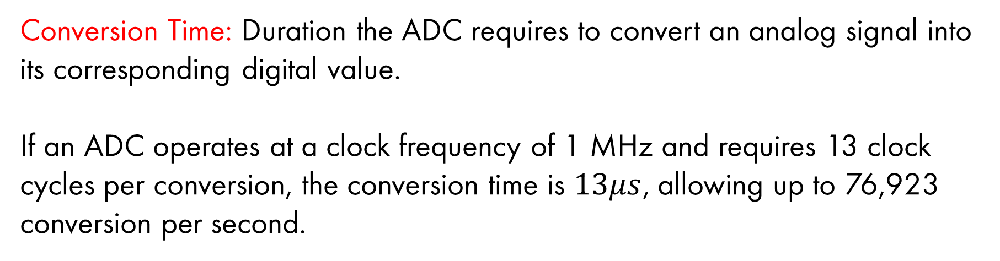 Conversion Time: Duration the ADC requires to convert an analog signal into
its corresponding digital value.
If an ADC operates at a clock frequency of 1 MHz and requires 13 clock
cycles per conversion, the conversion time is 13μs, allowing up to 76,923
conversion per second.